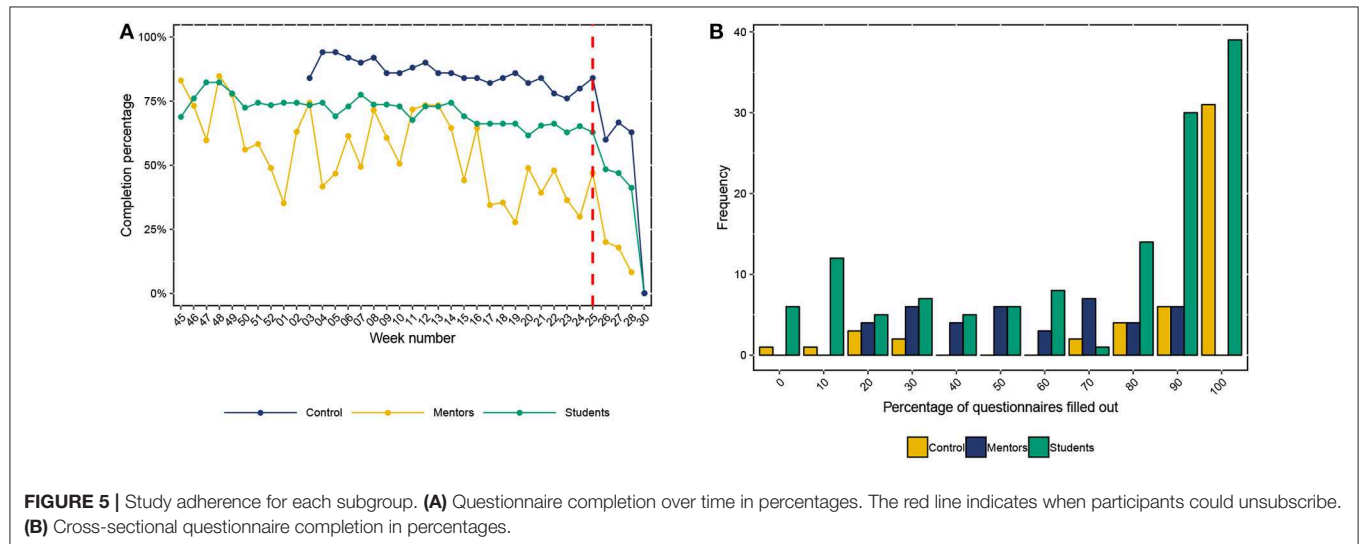 A
100%
75%
50%
25%
0%
Completion percentage
45 46 47 48 49 50 51 52 01 02 03 04 05 06 07 08 09 10 11 12 13 14 15 16 17 18 19 20 21 22 23 24 25 26 27 28 30
Week number
Control Mentors Students
B
40
30
20
10
0
Frequency
0 10 20 30 40 50 60 70 80 90 100
Percentage of questionnaires filled out
Control Mentors Students
FIGURE 5 | Study adherence for each subgroup. (A) Questionnaire completion over time in percentages. The red line indicates when participants could unsubscribe.
(B) Cross-sectional questionnaire completion in percentages.